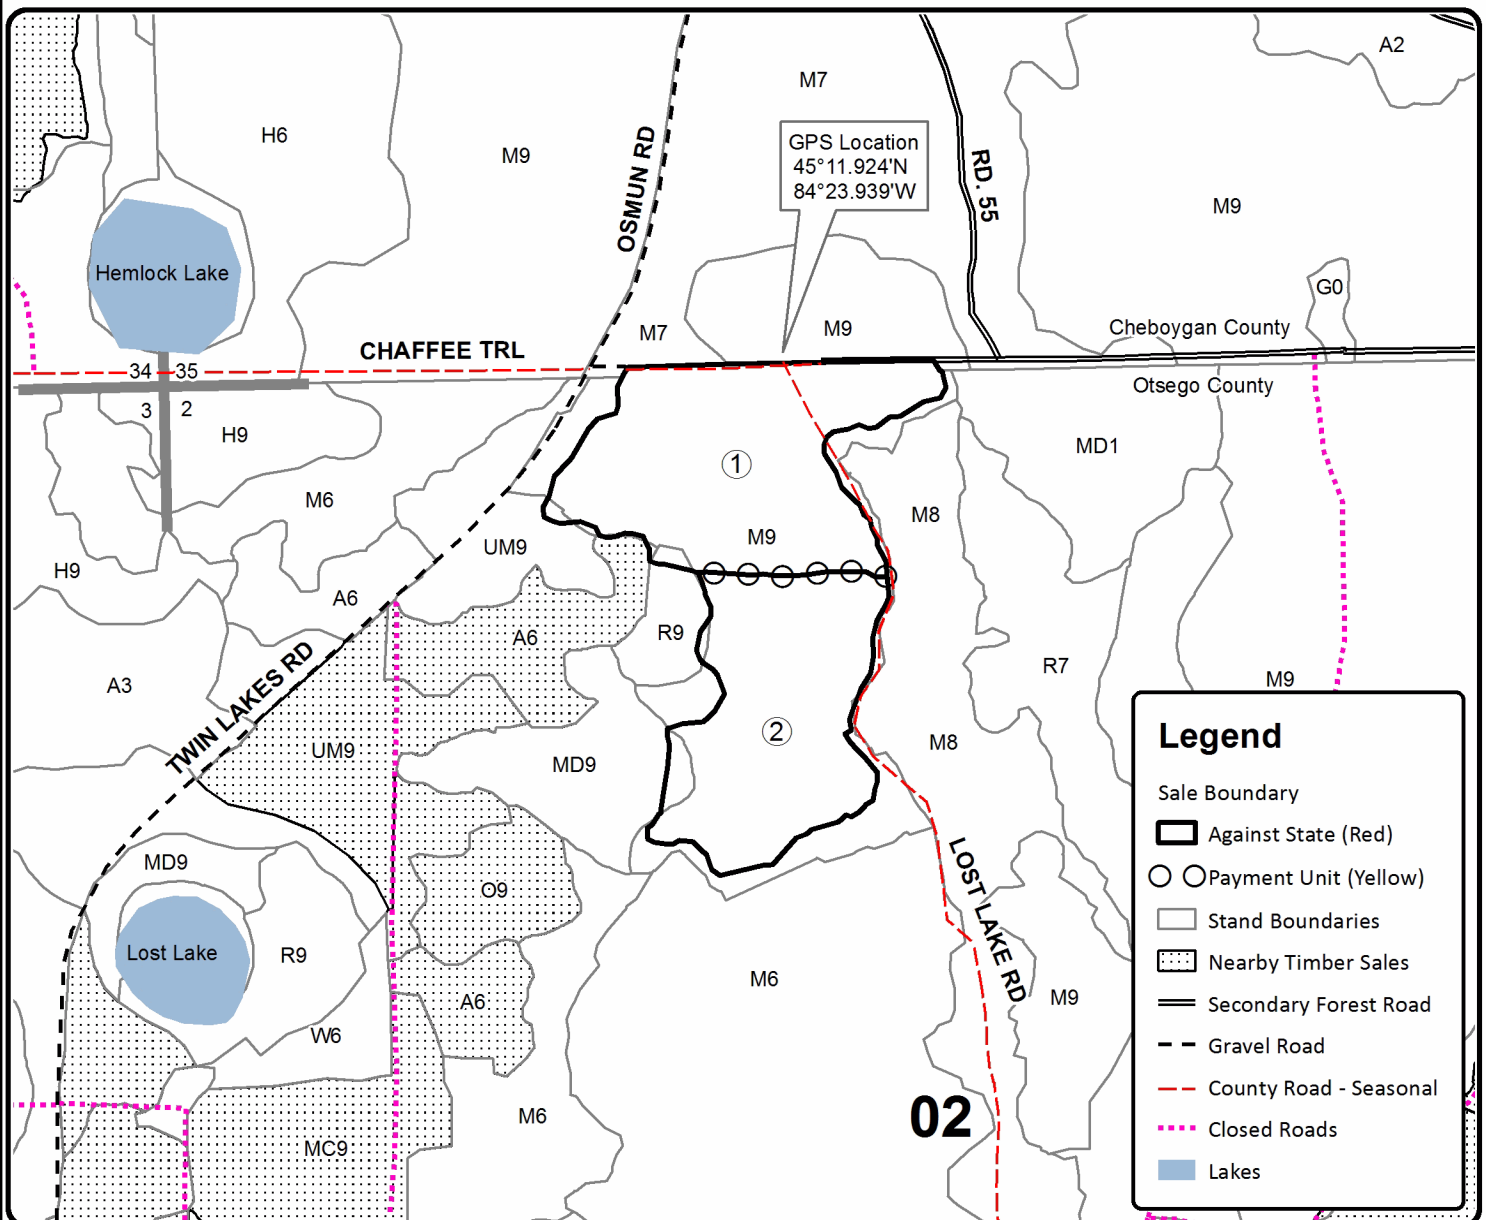 A2
M7
H6
M9
OSMUN RD
GPS Location
45°11.924'N
84°23.939'W
RD. 55
M9
Hemlock Lake
G0
M7
M9
Cheboygan County
CHAFFEE TRL
34 35
3 2
Otsego County
H9
MD1
1
M6
M8
M9
UM9
H9
A6
R9
A6
R7
A3
M9
TWIN LAKES RD
2
UM9
M8
MD9
MD9
O9
LOST LAKE RD
Lost Lake
R9
M6
M9
A6
W6
M6
02
MC9
Legend
Sale Boundary
Against State (Red)
Payment Unit (Yellow)
Stand Boundaries
Nearby Timber Sales
Secondary Forest Road
Gravel Road
County Road - Seasonal
Closed Roads
Lakes